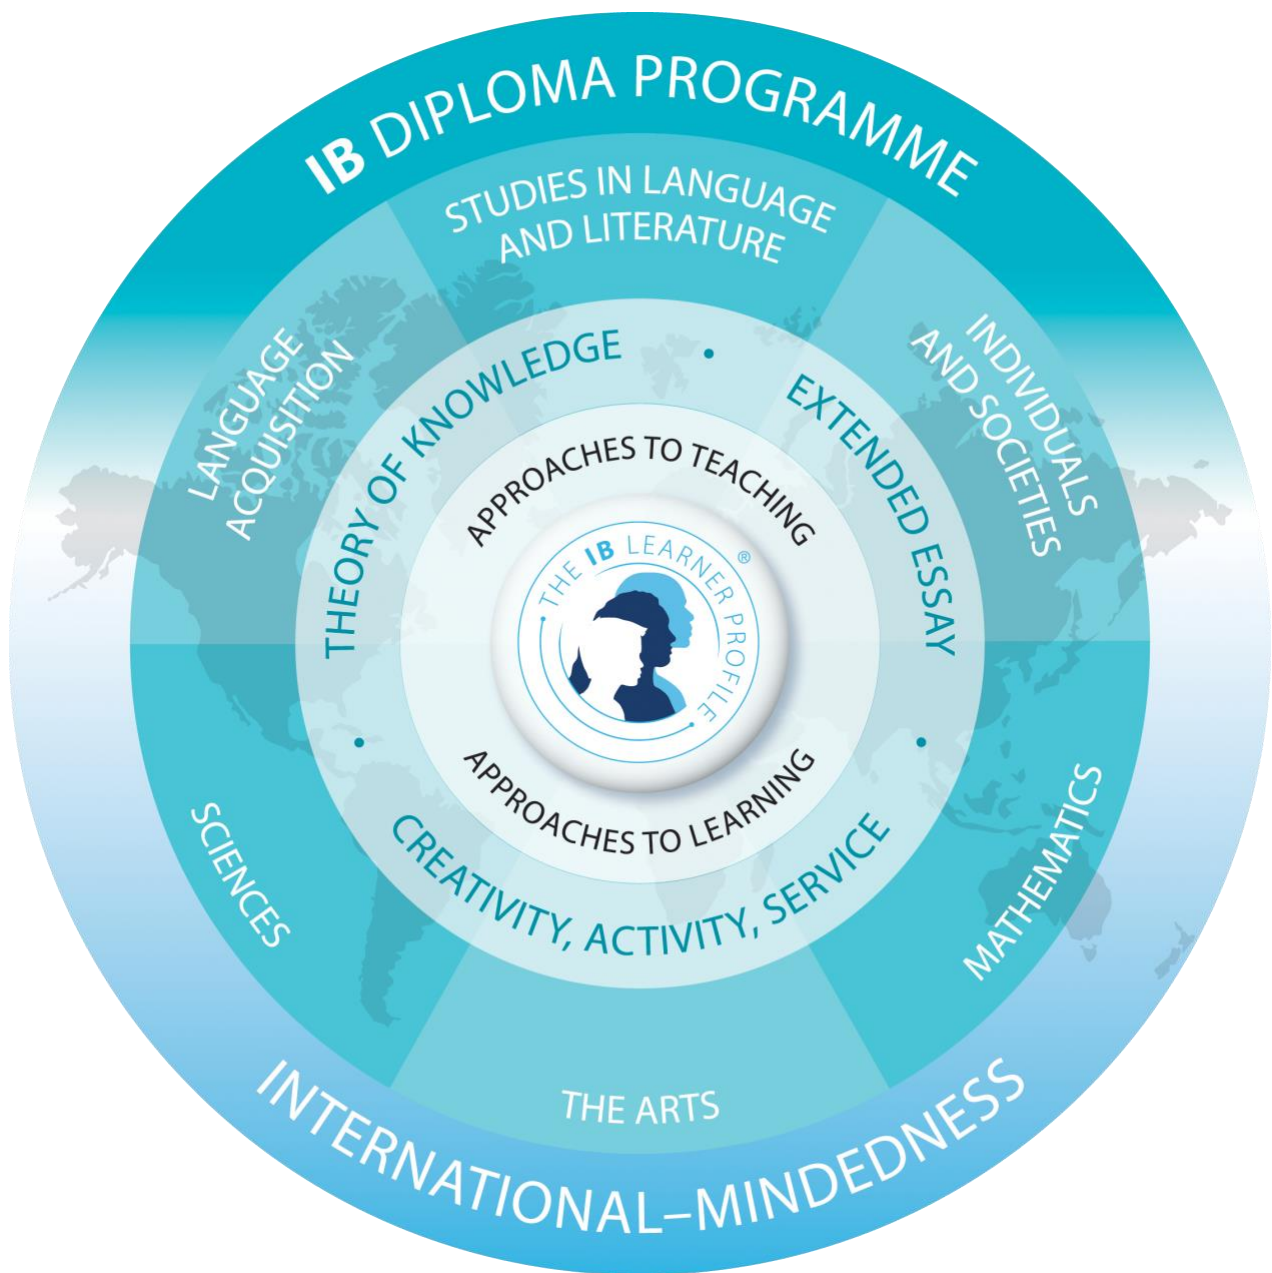 IB DIPLOMA PROGRAMME
STUDIES IN LANGUAGE
AND LITERATURE
LANGUAGE
ACQUISITION
INDIVIDUALS
AND SOCIETIES
THEORY OF KNOWLEDGE
•
EXTENDED ESSAY
•
APPROACHES TO TEACHING
THE IB LEARNER PROFILE
®
APPROACHES TO LEARNING
•
CREATIVITY, ACTIVITY, SERVICE
SCIENCES
MATHEMATICS
THE ARTS
INTERNATIONAL–MINDEDNESS